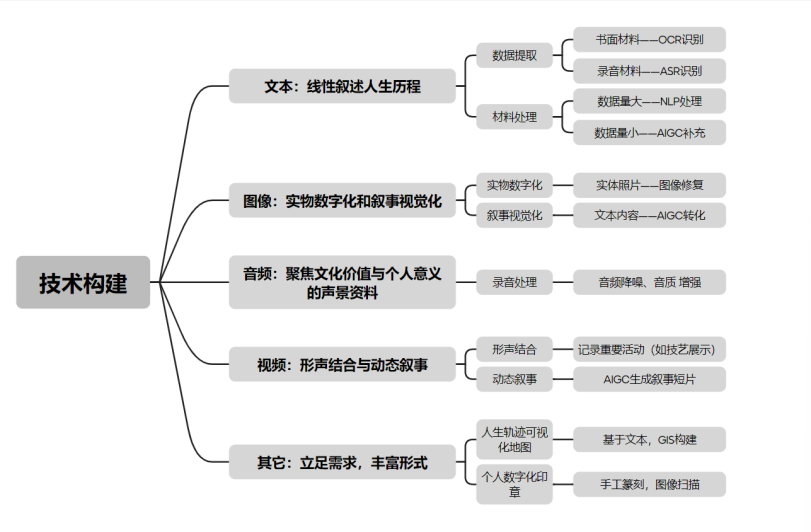 技术构建
文本：线性叙述人生历程
数据提取
书面材料——OCR识别
录音材料——ASR识别
材料处理
数据量大——NLP处理
数据量小——AIGC补充
图像：实物数字化和叙事视觉化
实物数字化
实体照片——图像修复
叙事视觉化
文本内容——AIGC转化
音频：聚焦文化价值与个人意义
的声景资料
录音处理
音频降噪、音质 增强
视频：形声结合与动态叙事
形声结合
记录重要活动（如技艺展示）
动态叙事
AIGC生成叙事短片
其它：立足需求，丰富形式
人生轨迹可视
化地图
基于文本，GIS构建
个人数字化印
章
手工篆刻，图像扫描